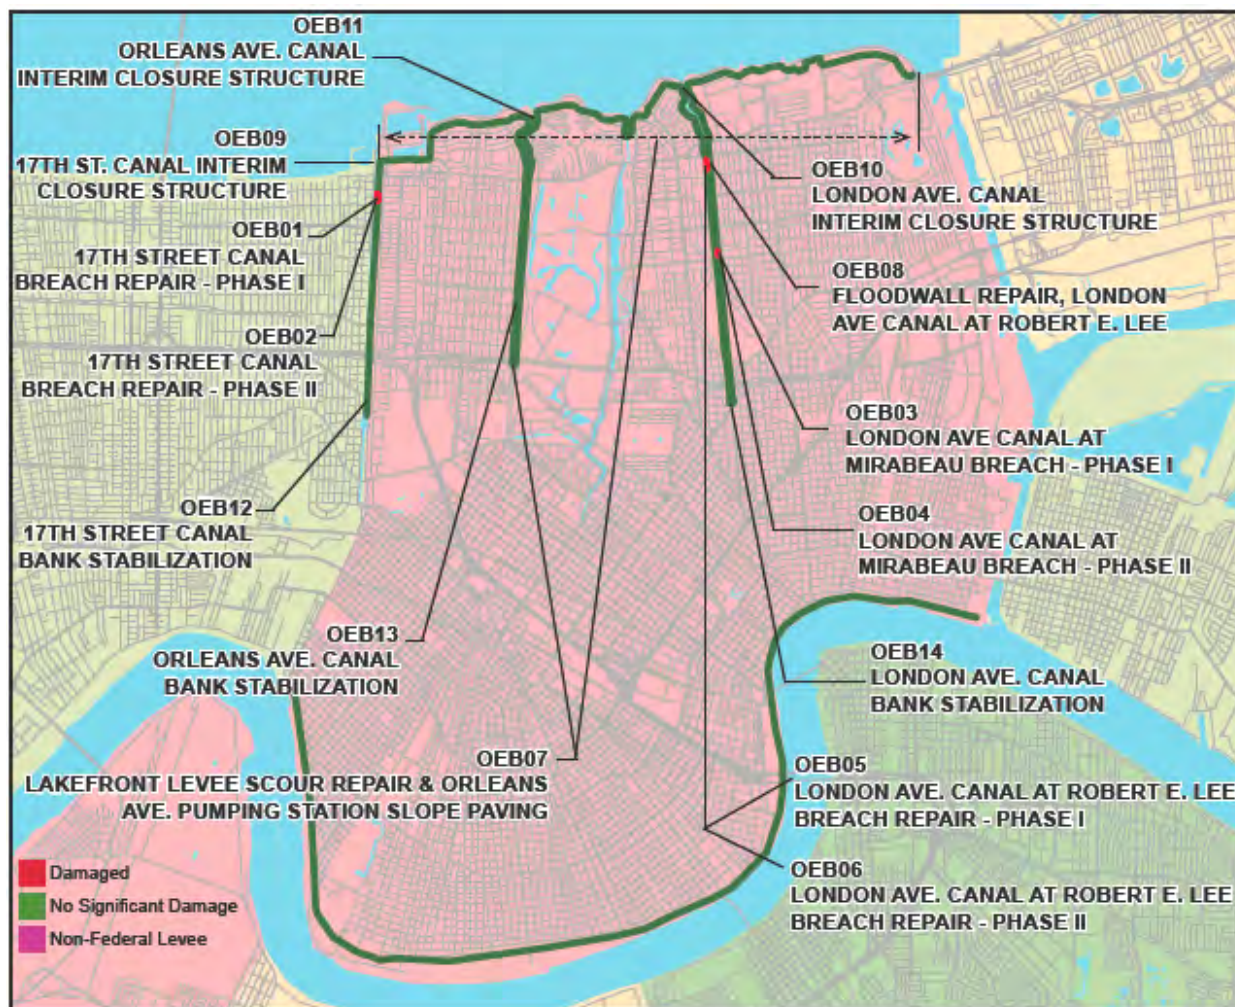 OEB11
ORLEANS AVE. CANAL
INTERIM CLOSURE STRUCTURE
OEB09
17TH ST. CANAL INTERIM
CLOSURE STRUCTURE
OEB01
17TH STREET CANAL
BREACH REPAIR - PHASE I
OEB02
17TH STREET CANAL
BREACH REPAIR - PHASE II
OEB12
17TH STREET CANAL
BANK STABILIZATION
OEB13
ORLEANS AVE. CANAL
BANK STABILIZATION
OEB07
LAKEFRONT LEVEE SCOUR REPAIR & ORLEANS
AVE. PUMPING STATION SLOPE PAVING
OEB10
LONDON AVE. CANAL
INTERIM CLOSURE STRUCTURE
OEB08
FLOODWALL REPAIR, LONDON
AVE CANAL AT ROBERT E. LEE
OEB03
LONDON AVE CANAL AT
MIRABEAU BREACH - PHASE I
OEB04
LONDON AVE CANAL AT
MIRABEAU BREACH - PHASE II
OEB14
LONDON AVE. CANAL
BANK STABILIZATION
OEB05
LONDON AVE. CANAL AT ROBERT E. LEE
BREACH REPAIR - PHASE I
OEB06
LONDON AVE. CANAL AT ROBERT E. LEE
BREACH REPAIR - PHASE II
Damaged
No Significant Damage
Non-Federal Levee